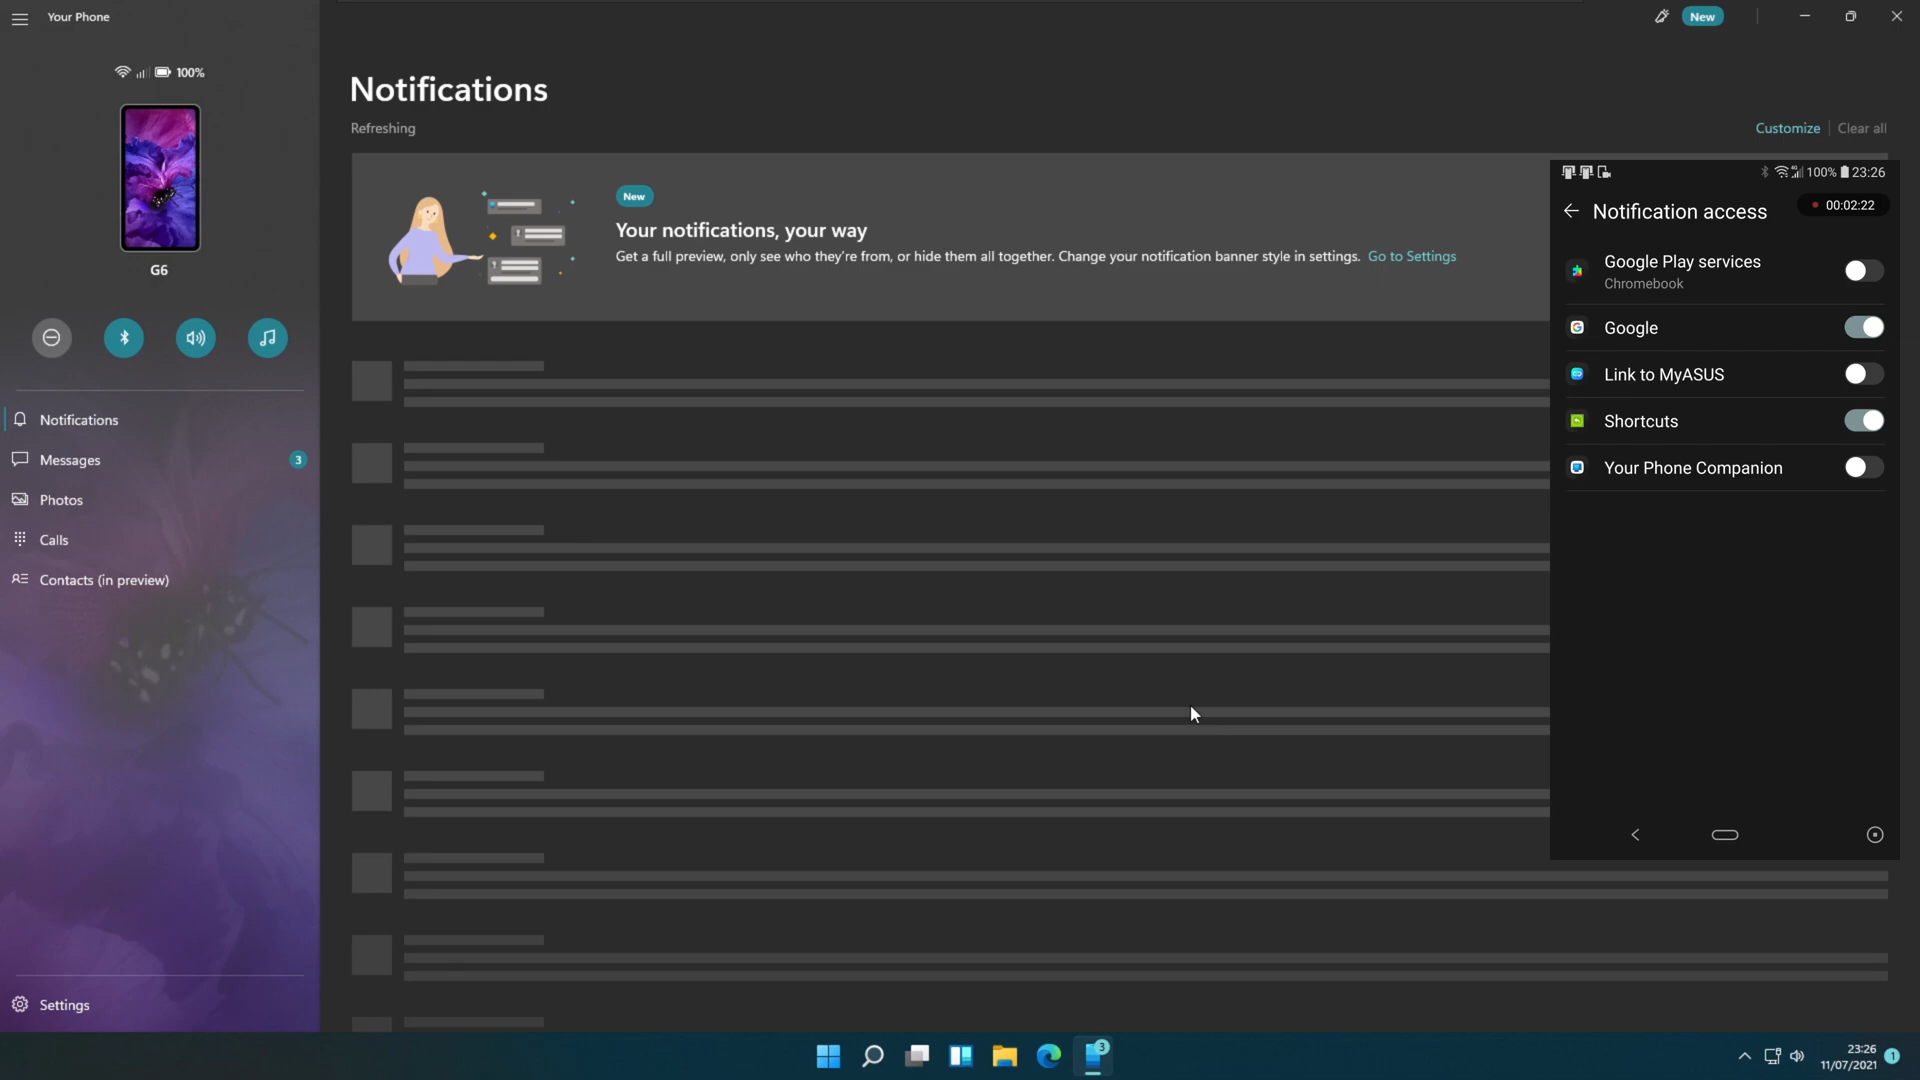 Your Phone
New
100%
G6
Notifications
Messages
3
Photos
Calls
Contacts (in preview)
Settings
Notifications
Refreshing
Customize
Clear all
New
Your notifications, your way
Get a full preview, only see who they're from, or hide them all together. Change your notification banner style in settings. Go to Settings
100% 23:26
Notification access
00:02:22
Google Play services
Chromebook
Google
Link to MyASUS
Shortcuts
Your Phone Companion
3
23:26
11/07/2021
1